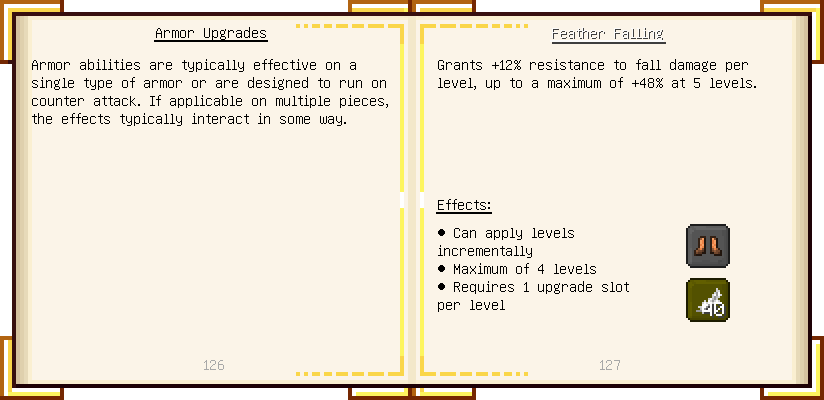 Armor Upgrades
Armor abilities are typically effective on a
single type of armor or are designed to run on
counter attack. If applicable on multiple pieces,
the effects typically interact in some way.
126
Feather Falling
Grants +12% resistance to fall damage per
level, up to a maximum of +48% at 5 levels.
Effects:
● Can apply levels
incrementally
● Maximum of 4 levels
● Requires 1 upgrade slot
per level
40
127